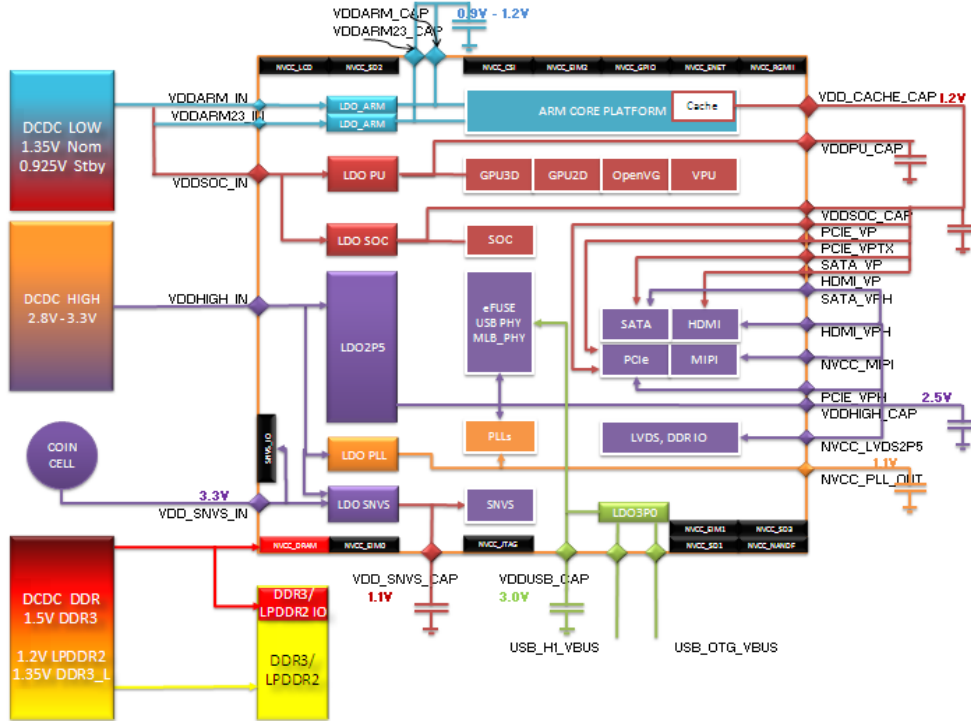 VDDARM_CAP
0.9V - 1.2V
VDDARM23_CAP
NVCC_LCD
NVCC_SD2
NVCC_CSI
NVCC_EIM2
NVCC_GPIO
NVCC_ENET
NVCC_RGMII
DCDC LOW
1.35V Nom
0.925V Stby
VDDARM_IN
VDDARM23_IN
VDDSOC_IN
LDO_ARM
LDO_ARM
ARM CORE PLATFORM
Cache
VDD_CACHE_CAP
1.2V
VDDPU_CAP
LDO PU
GPU3D
GPU2D
OpenVG
VPU
LDO SOC
SOC
VDDSOC_CAP
PCIE_VP
PCIE_VPTX
SATA_VP
HDMI_VP
SATA_VPH
HDMI_VPH
NVCC_MIPI
PCIE_VPH
2.5V
VDDHIGH_CAP
NVCC_LVDS2P5
1.1V
NVCC_PLL_OUT
DCDC HIGH
2.8V - 3.3V
VDDHIGH_IN
LDO2P5
eFUSE
USB PHY
MLB_PHY
SATA
HDMI
PCIe
MIPI
PLLs
LVDS, DDR IO
COIN
CELL
SNVS_IO
LDO PLL
3.3V
VDD_SNVS_IN
LDO SNVS
SNVS
LDO3P0
NVCC_DRAM
NVCC_EIM0
NVCC_JTAG
NVCC_EIM1
NVCC_SD3
NVCC_SD1
NVCC_NANDF
VDD_SNVS_CAP
1.1V
VDDUSB_CAP
3.0V
USB_H1_VBUS
USB_OTG_VBUS
DCDC DDR
1.5V DDR3
1.2V LPDDR2
1.35V DDR3_L
DDR3/
LPDDR2 IO
DDR3/
LPDDR2